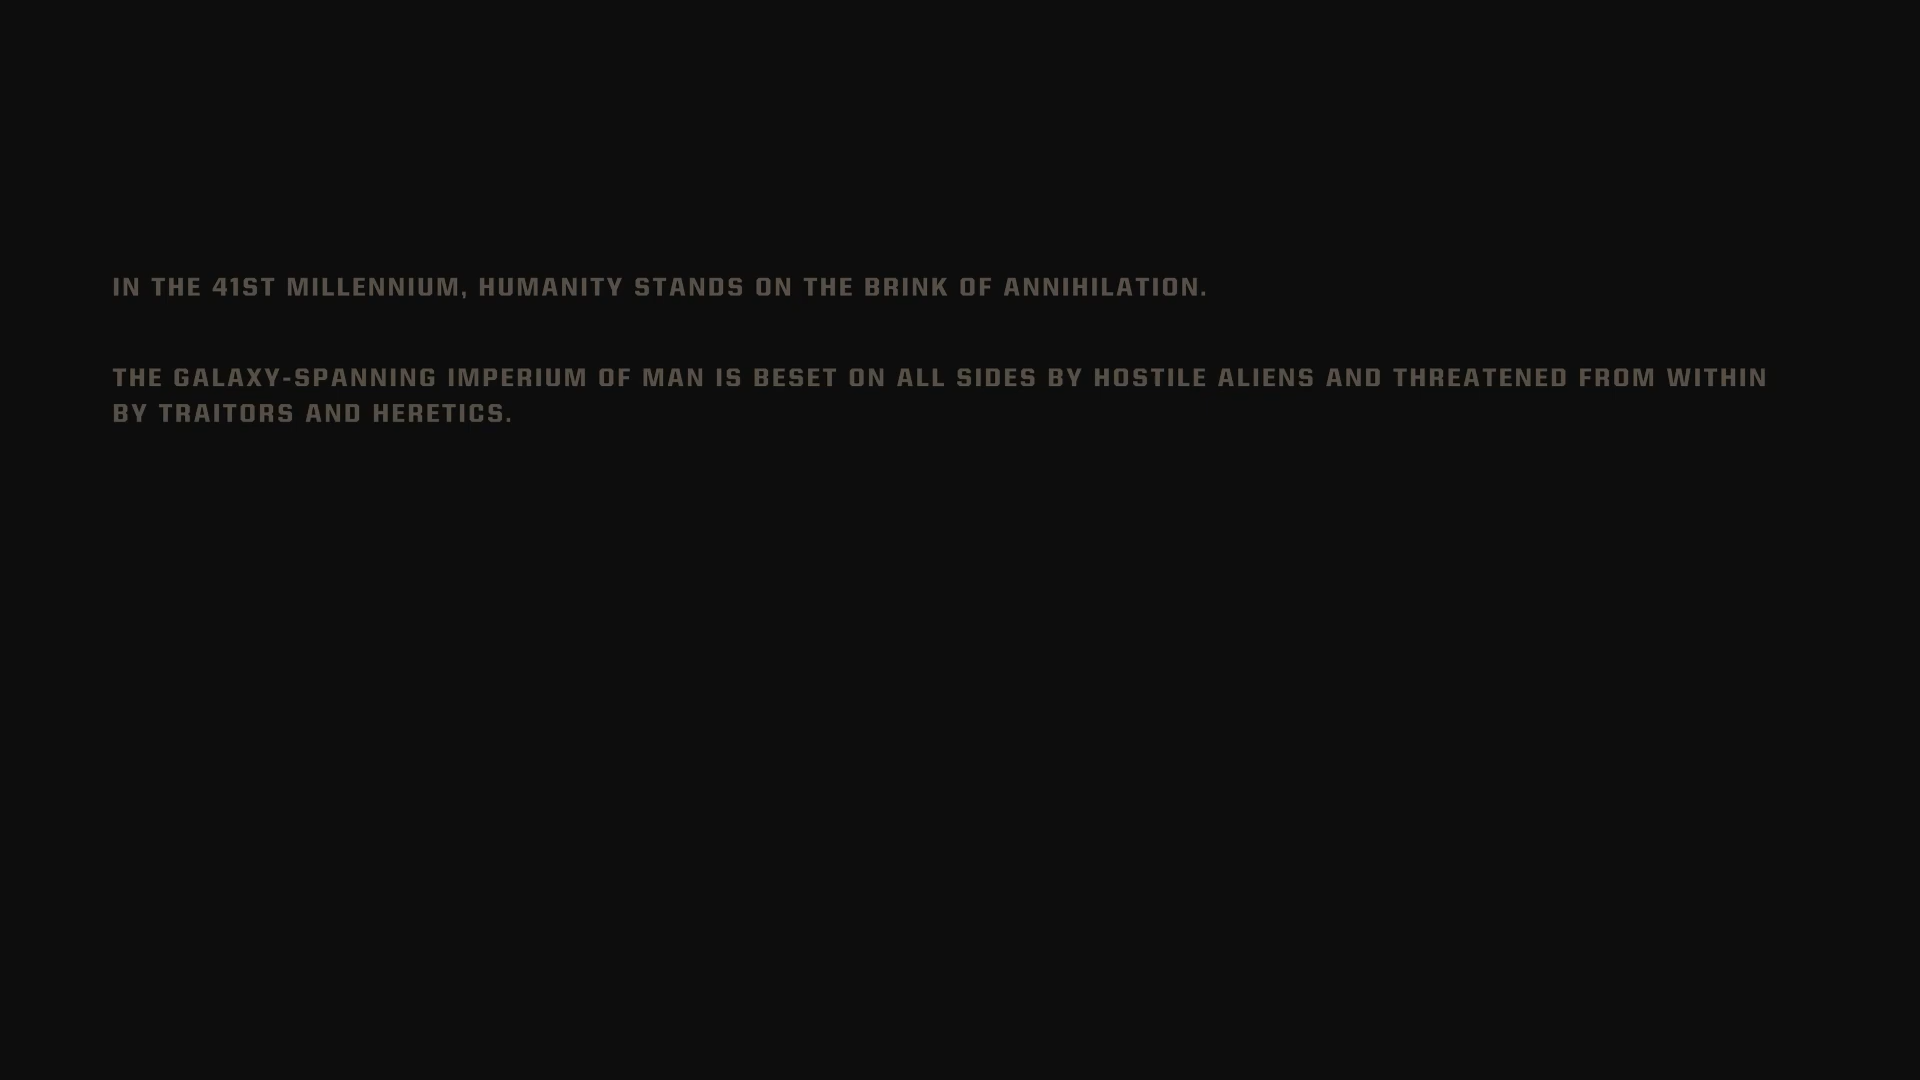 IN THE 41ST MILLENNIUM, HUMANITY STANDS ON THE BRINK OF ANNIHILATION.
THE GALAXY-SPANNING IMPERIUM OF MAN IS BESET ON ALL SIDES BY HOSTILE ALIENS AND THREATENED FROM WITHIN
BY TRAITORS AND HERETICS.